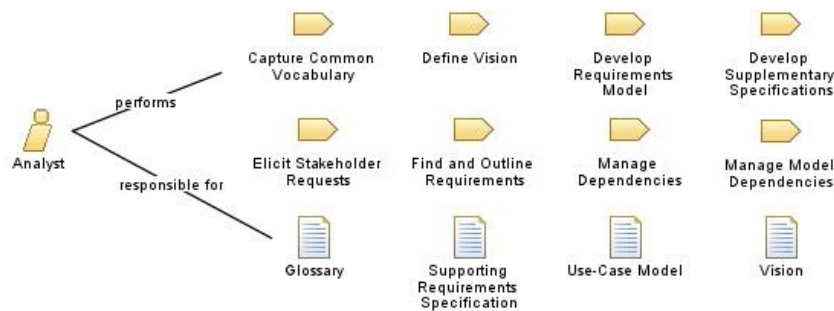 Capture Common
Vocabulary
Define Vision
Develop
Requirements
Model
Develop
Supplementary
Specifications
performs
Analyst
responsible for
Elicit Stakeholder
Requests
Find and Outline
Requirements
Manage
Dependencies
Manage Model
Dependencies
Glossary
Supporting
Requirements
Specification
Use-Case Model
Vision